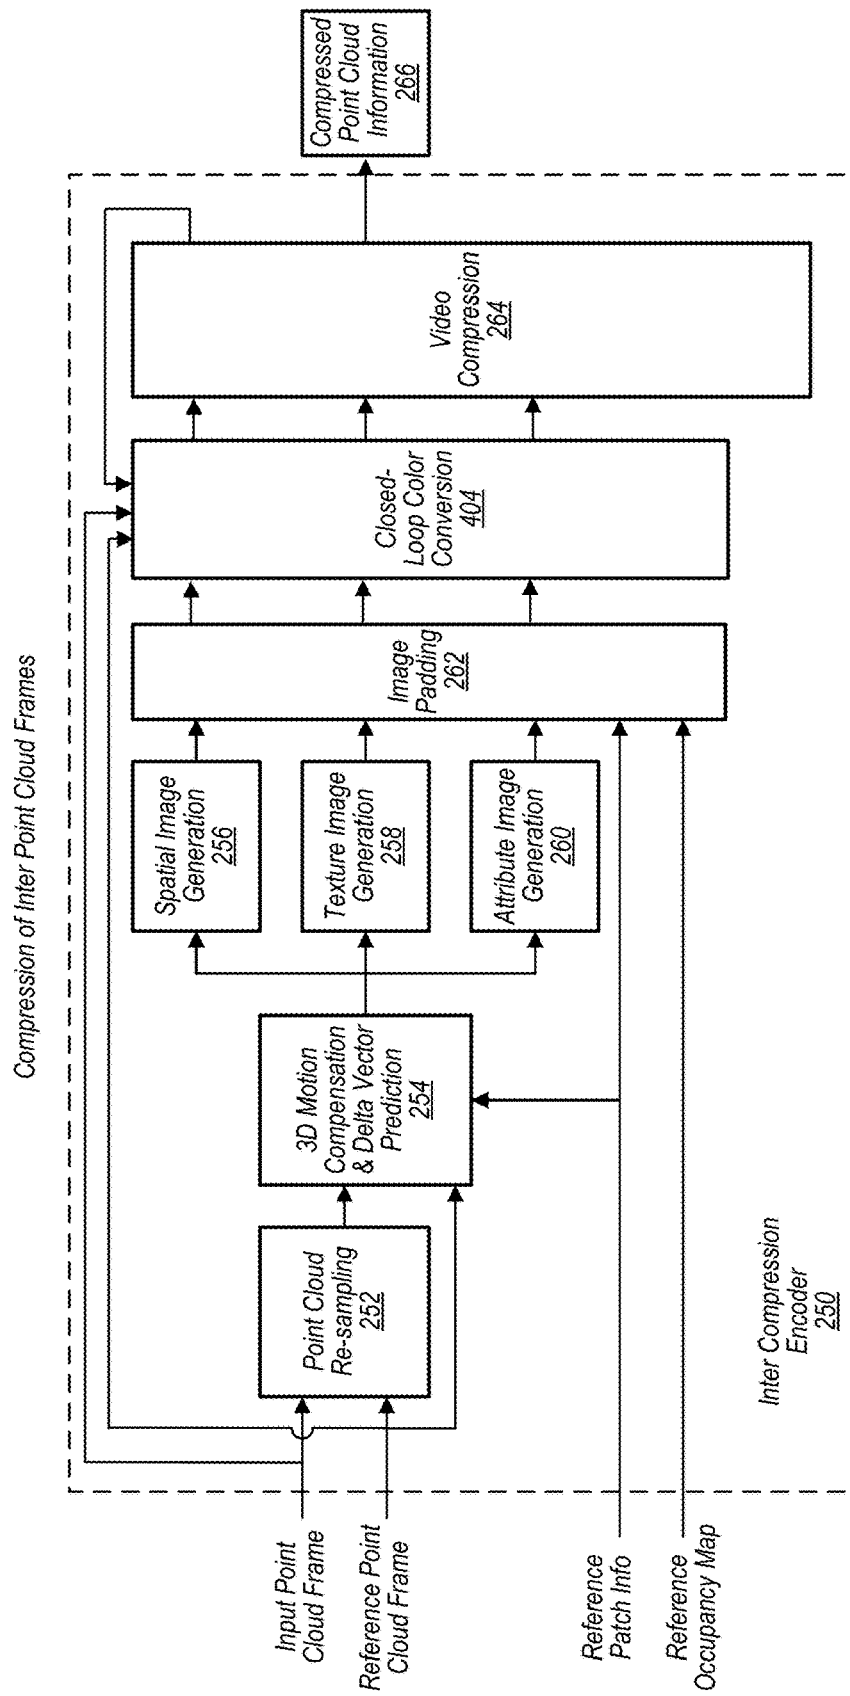 Compression of Inter Point Cloud Frames
Input Point
Cloud Frame
Reference Point
Cloud Frame
Reference
Patch Info
Reference
Occupancy Map
Point Cloud
Re-sampling
252
3D Motion
Compensation
& Delta Vector
Prediction
254
Spatial Image
Generation
256
Texture Image
Generation
258
Attribute Image
Generation
260
Image
Padding
262
Closed-
Loop Color
Conversion
404
Video
Compression
264
Compressed
Point Cloud
Information
266
Inter Compression
Encoder
250